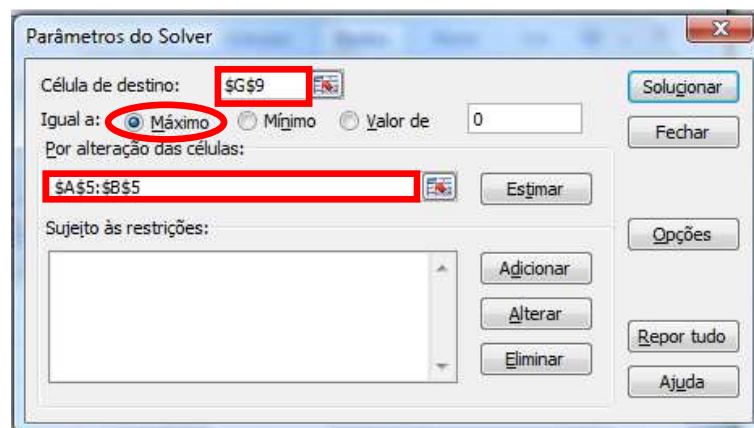 Parâmetros do Solver
Célula de destino: $G$9 Solucionar
Igual a: Máximo Mínimo Valor de 0 Fechar
Por alteração das células:
$A$5:$B$5 Estimar
Sujeito às restrições: Opções
Adicionar
Alterar
Repor tudo
Eliminar
Ajuda